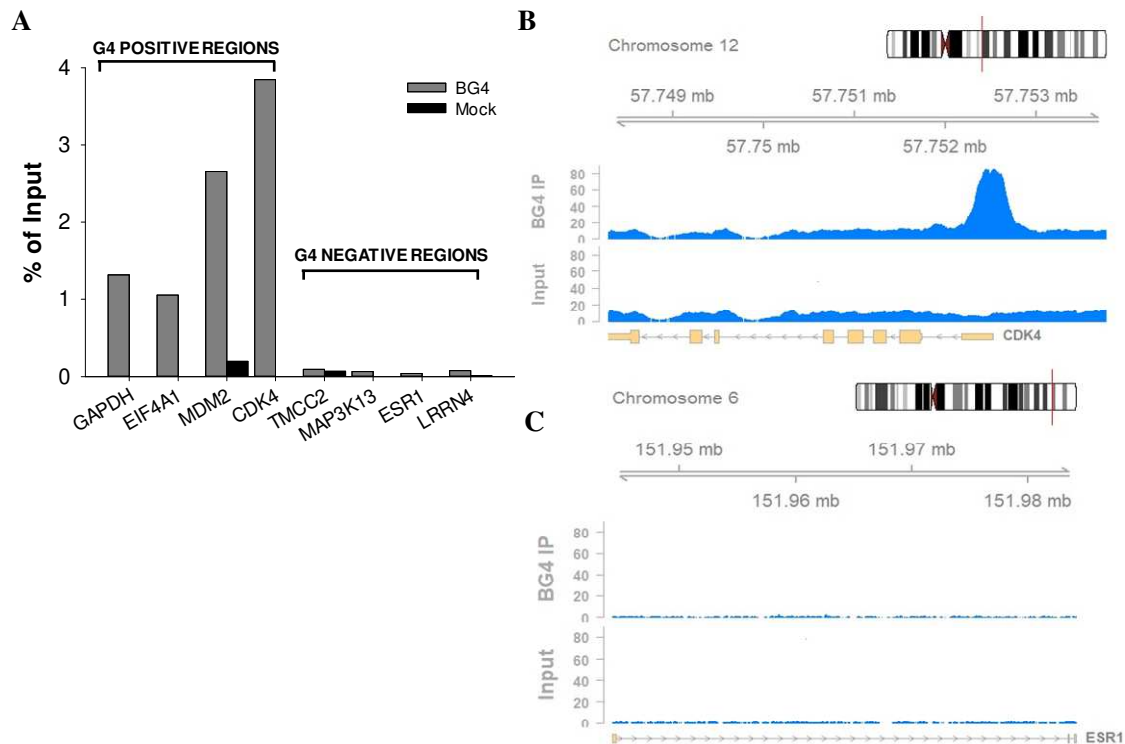 A
G4 POSITIVE REGIONS
4
3
2
1
0
% of Input
BG4
Mock
G4 NEGATIVE REGIONS
GAPDH
EIF4A1
MDM2
CDK4
TMCC2
MAP3K13
ESR1
LRRN4
B
Chromosome 12
57.749 mb
57.751 mb
57.753 mb
57.75 mb
57.752 mb
BG4 IP
80
60
40
20
0
Input
80
60
40
20
0
CDK4
C
Chromosome 6
151.95 mb
151.97 mb
151.96 mb
151.98 mb
BG4 IP
80
60
40
20
0
Input
80
60
40
20
0
ESR1